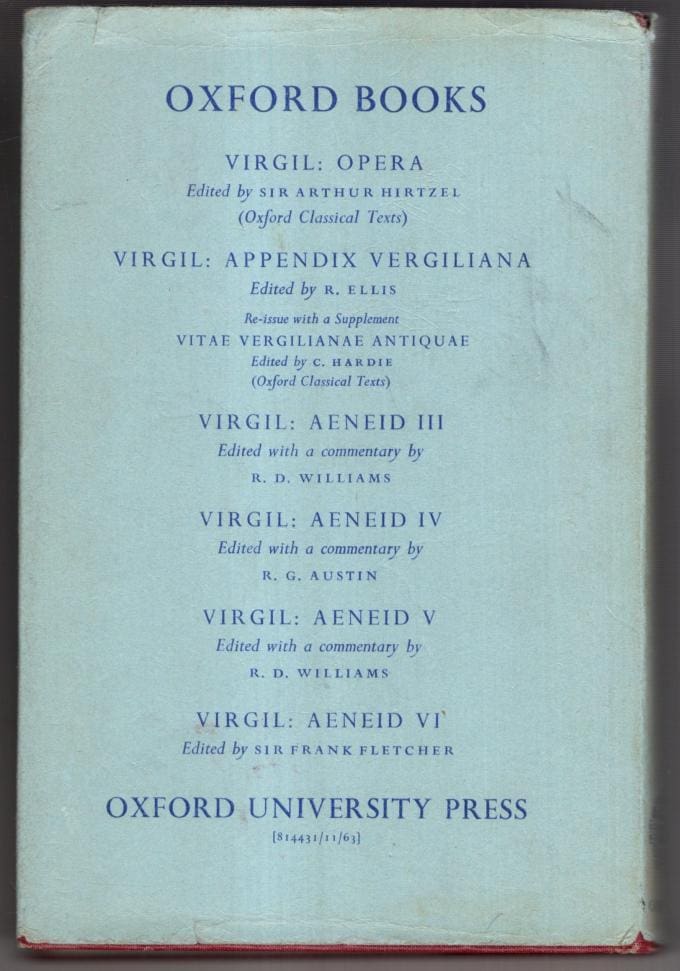 OXFORD BOOKS
VIRGIL: OPERA
Edited by SIR ARTHUR HIRTZEL
(Oxford Classical Texts)
VIRGIL: APPENDIX VERGILIANA
Edited by R. ELLIS
Re-issue with a Supplement
VITAE VERGILIANAE ANTIQUAE
Edited by C. HARDIE
(Oxford Classical Texts)
VIRGIL: AENEID III
Edited with a commentary by
R. D. WILLIAMS
VIRGIL: AENEID IV
Edited with a commentary by
R. G. AUSTIN
VIRGIL: AENEID V
Edited with a commentary by
R. D. WILLIAMS
VIRGIL: AENEID VI
Edited by SIR FRANK FLETCHER
OXFORD UNIVERSITY PRESS
[814431/11/63]